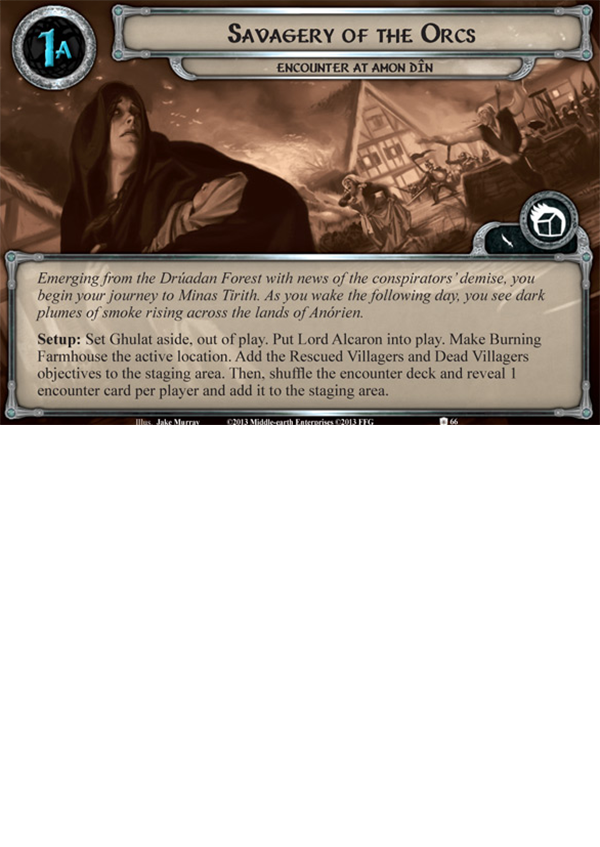 1A
Savagery of the Orcs
Encounter at Amon Dîn
Emerging from the Drúadan Forest with news of the conspirators' demise, you
begin your journey to Minas Tirith. As you wake the following day, you see dark
plumes of smoke rising across the lands of Anórien.
Setup: Set Ghulat aside, out of play. Put Lord Alcaron into play. Make Burning
Farmhouse the active location. Add the Rescued Villagers and Dead Villagers
objectives to the staging area. Then, shuffle the encounter deck and reveal 1
encounter card per player and add it to the staging area.
Illus. Jake Murray ©2013 Middle-earth Enterprises ©2013 FFG 66